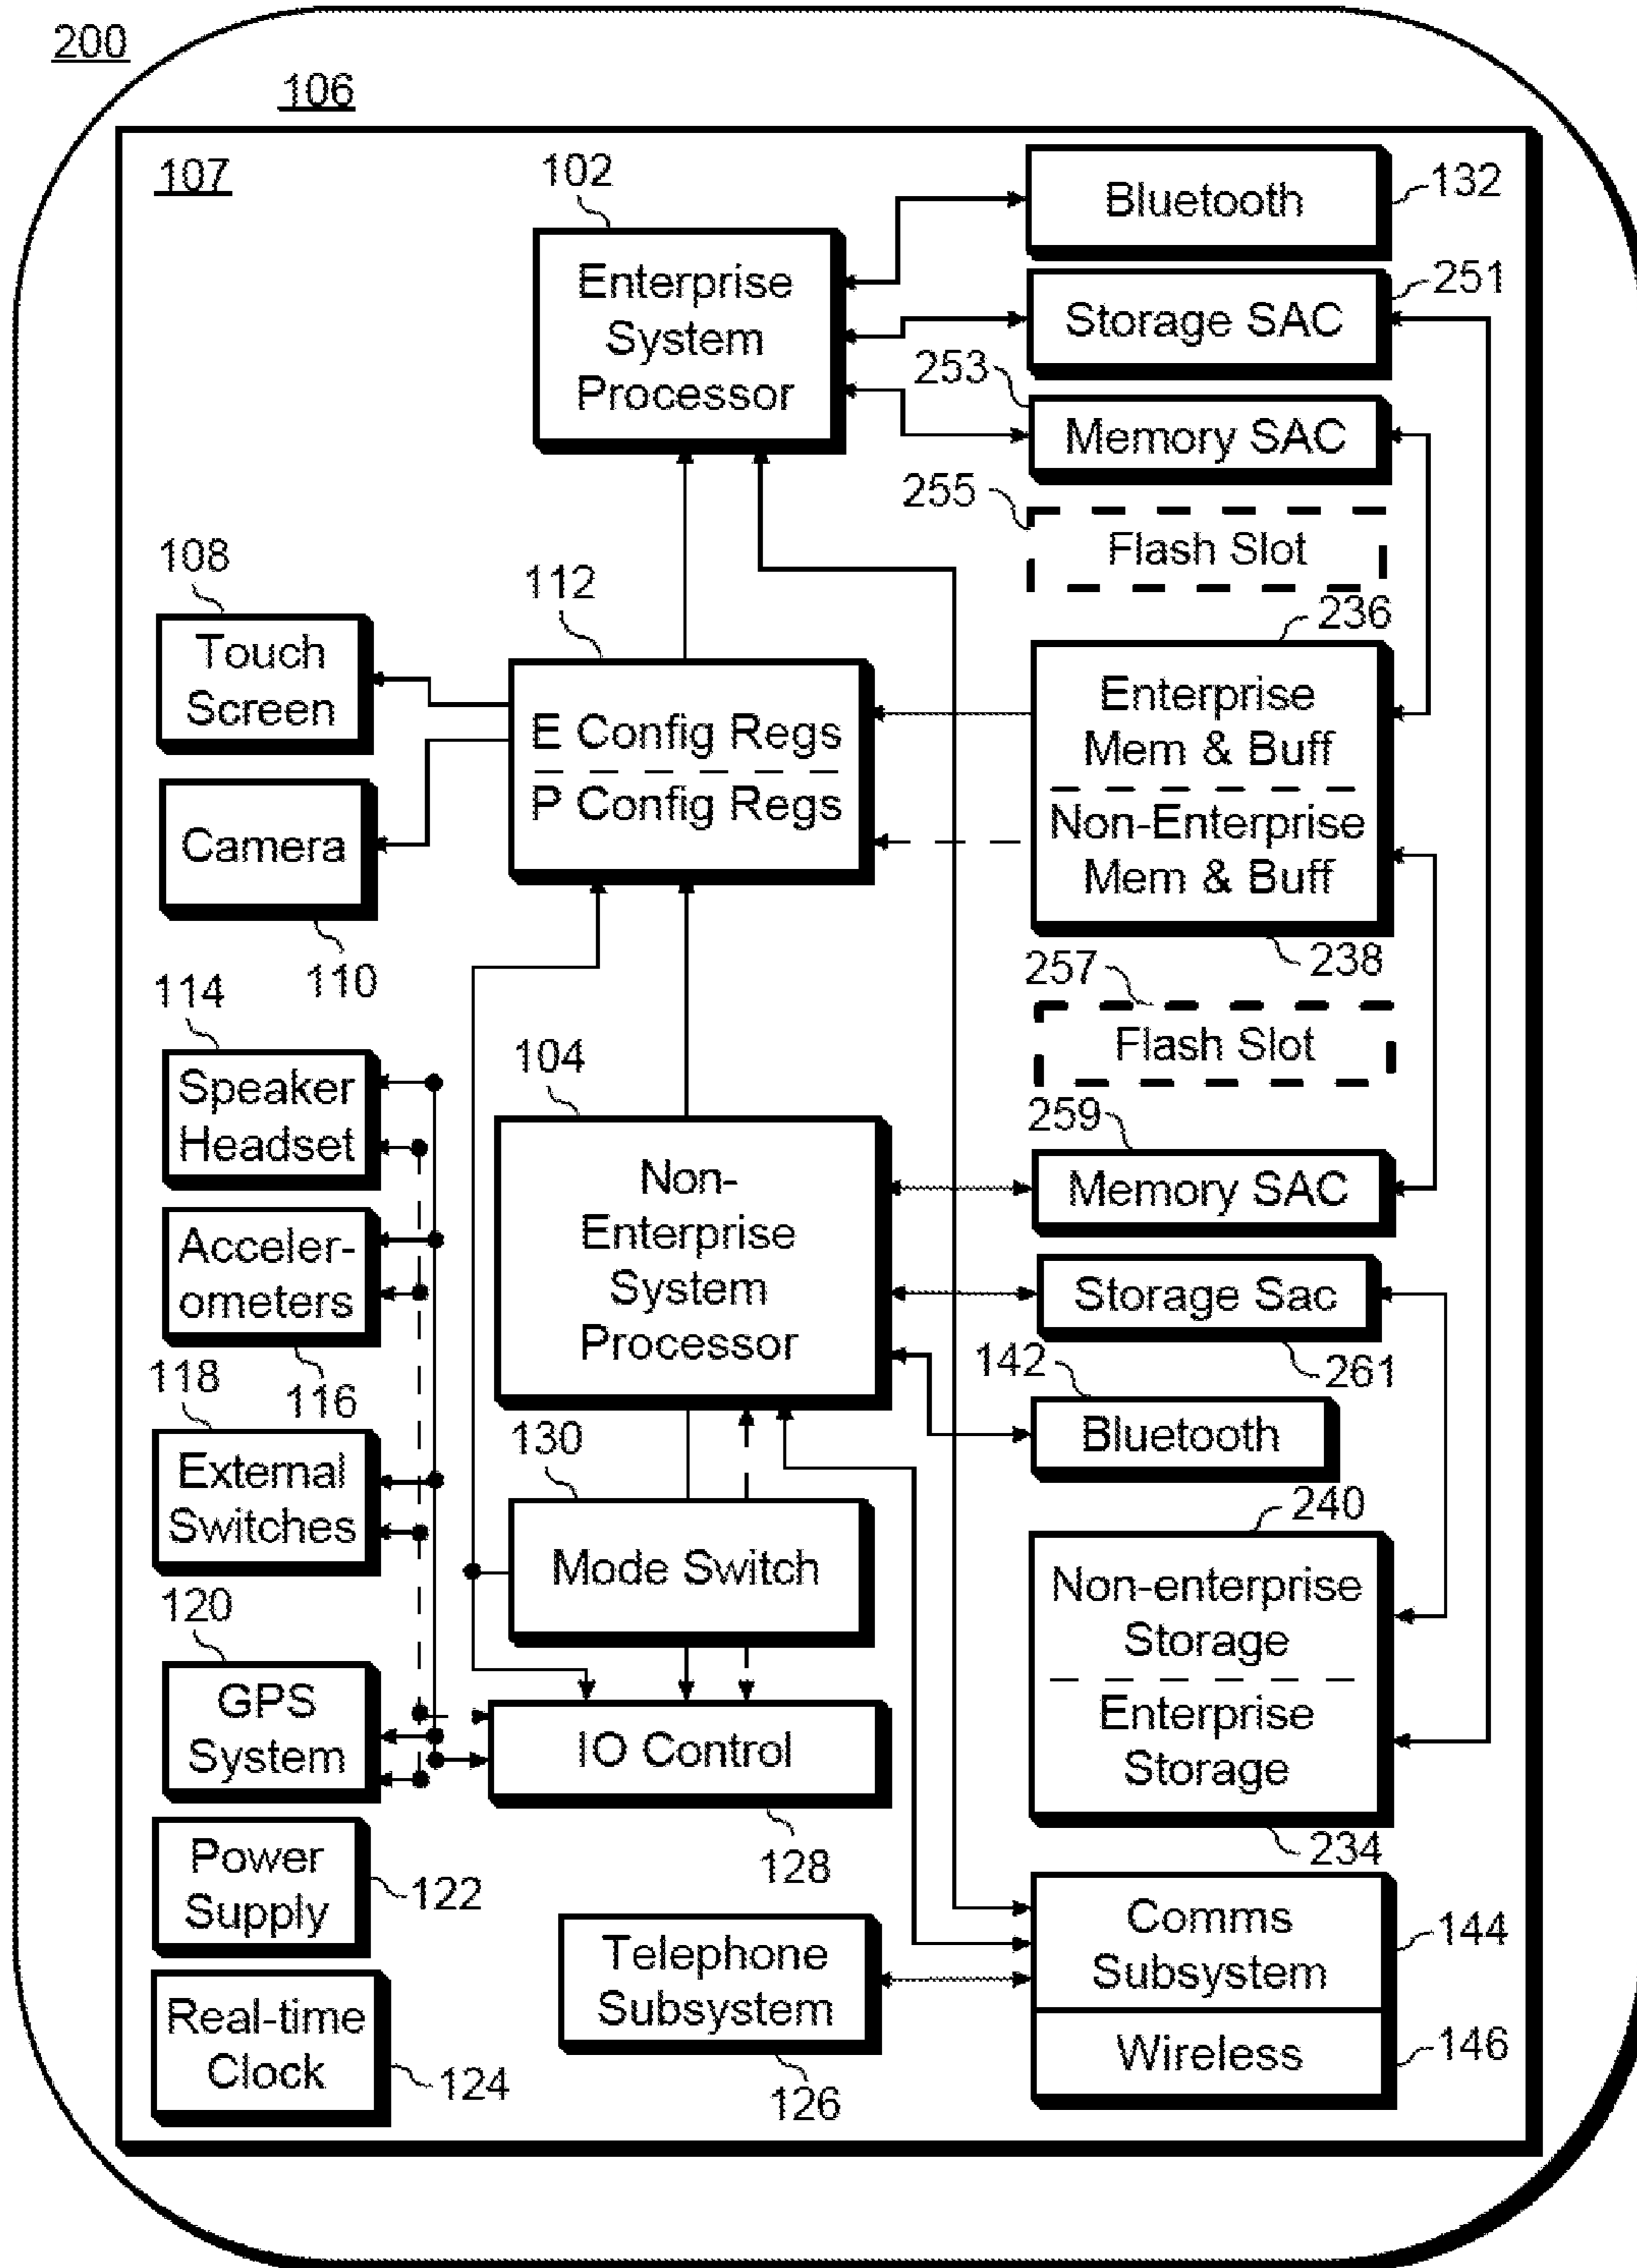 200
106
107
102
Enterprise
System
Processor
Bluetooth
132
251
Storage SAC
253
Memory SAC
255
Flash Slot
108
Touch
Screen
112
E Config Regs
P Config Regs
236
Enterprise
Mem & Buff
Non-Enterprise
Mem & Buff
238
Camera
110
257
Flash Slot
114
Speaker
Headset
104
Non-
Enterprise
System
Processor
259
Memory SAC
Acceler-
ometers
116
Storage Sac
261
118
External
Switches
142
Bluetooth
130
Mode Switch
240
Non-enterprise
Storage
Enterprise
Storage
234
120
GPS
System
IO Control
128
Power
Supply
122
Telephone
Subsystem
126
Comms
Subsystem
144
Wireless
146
Real-time
Clock
124